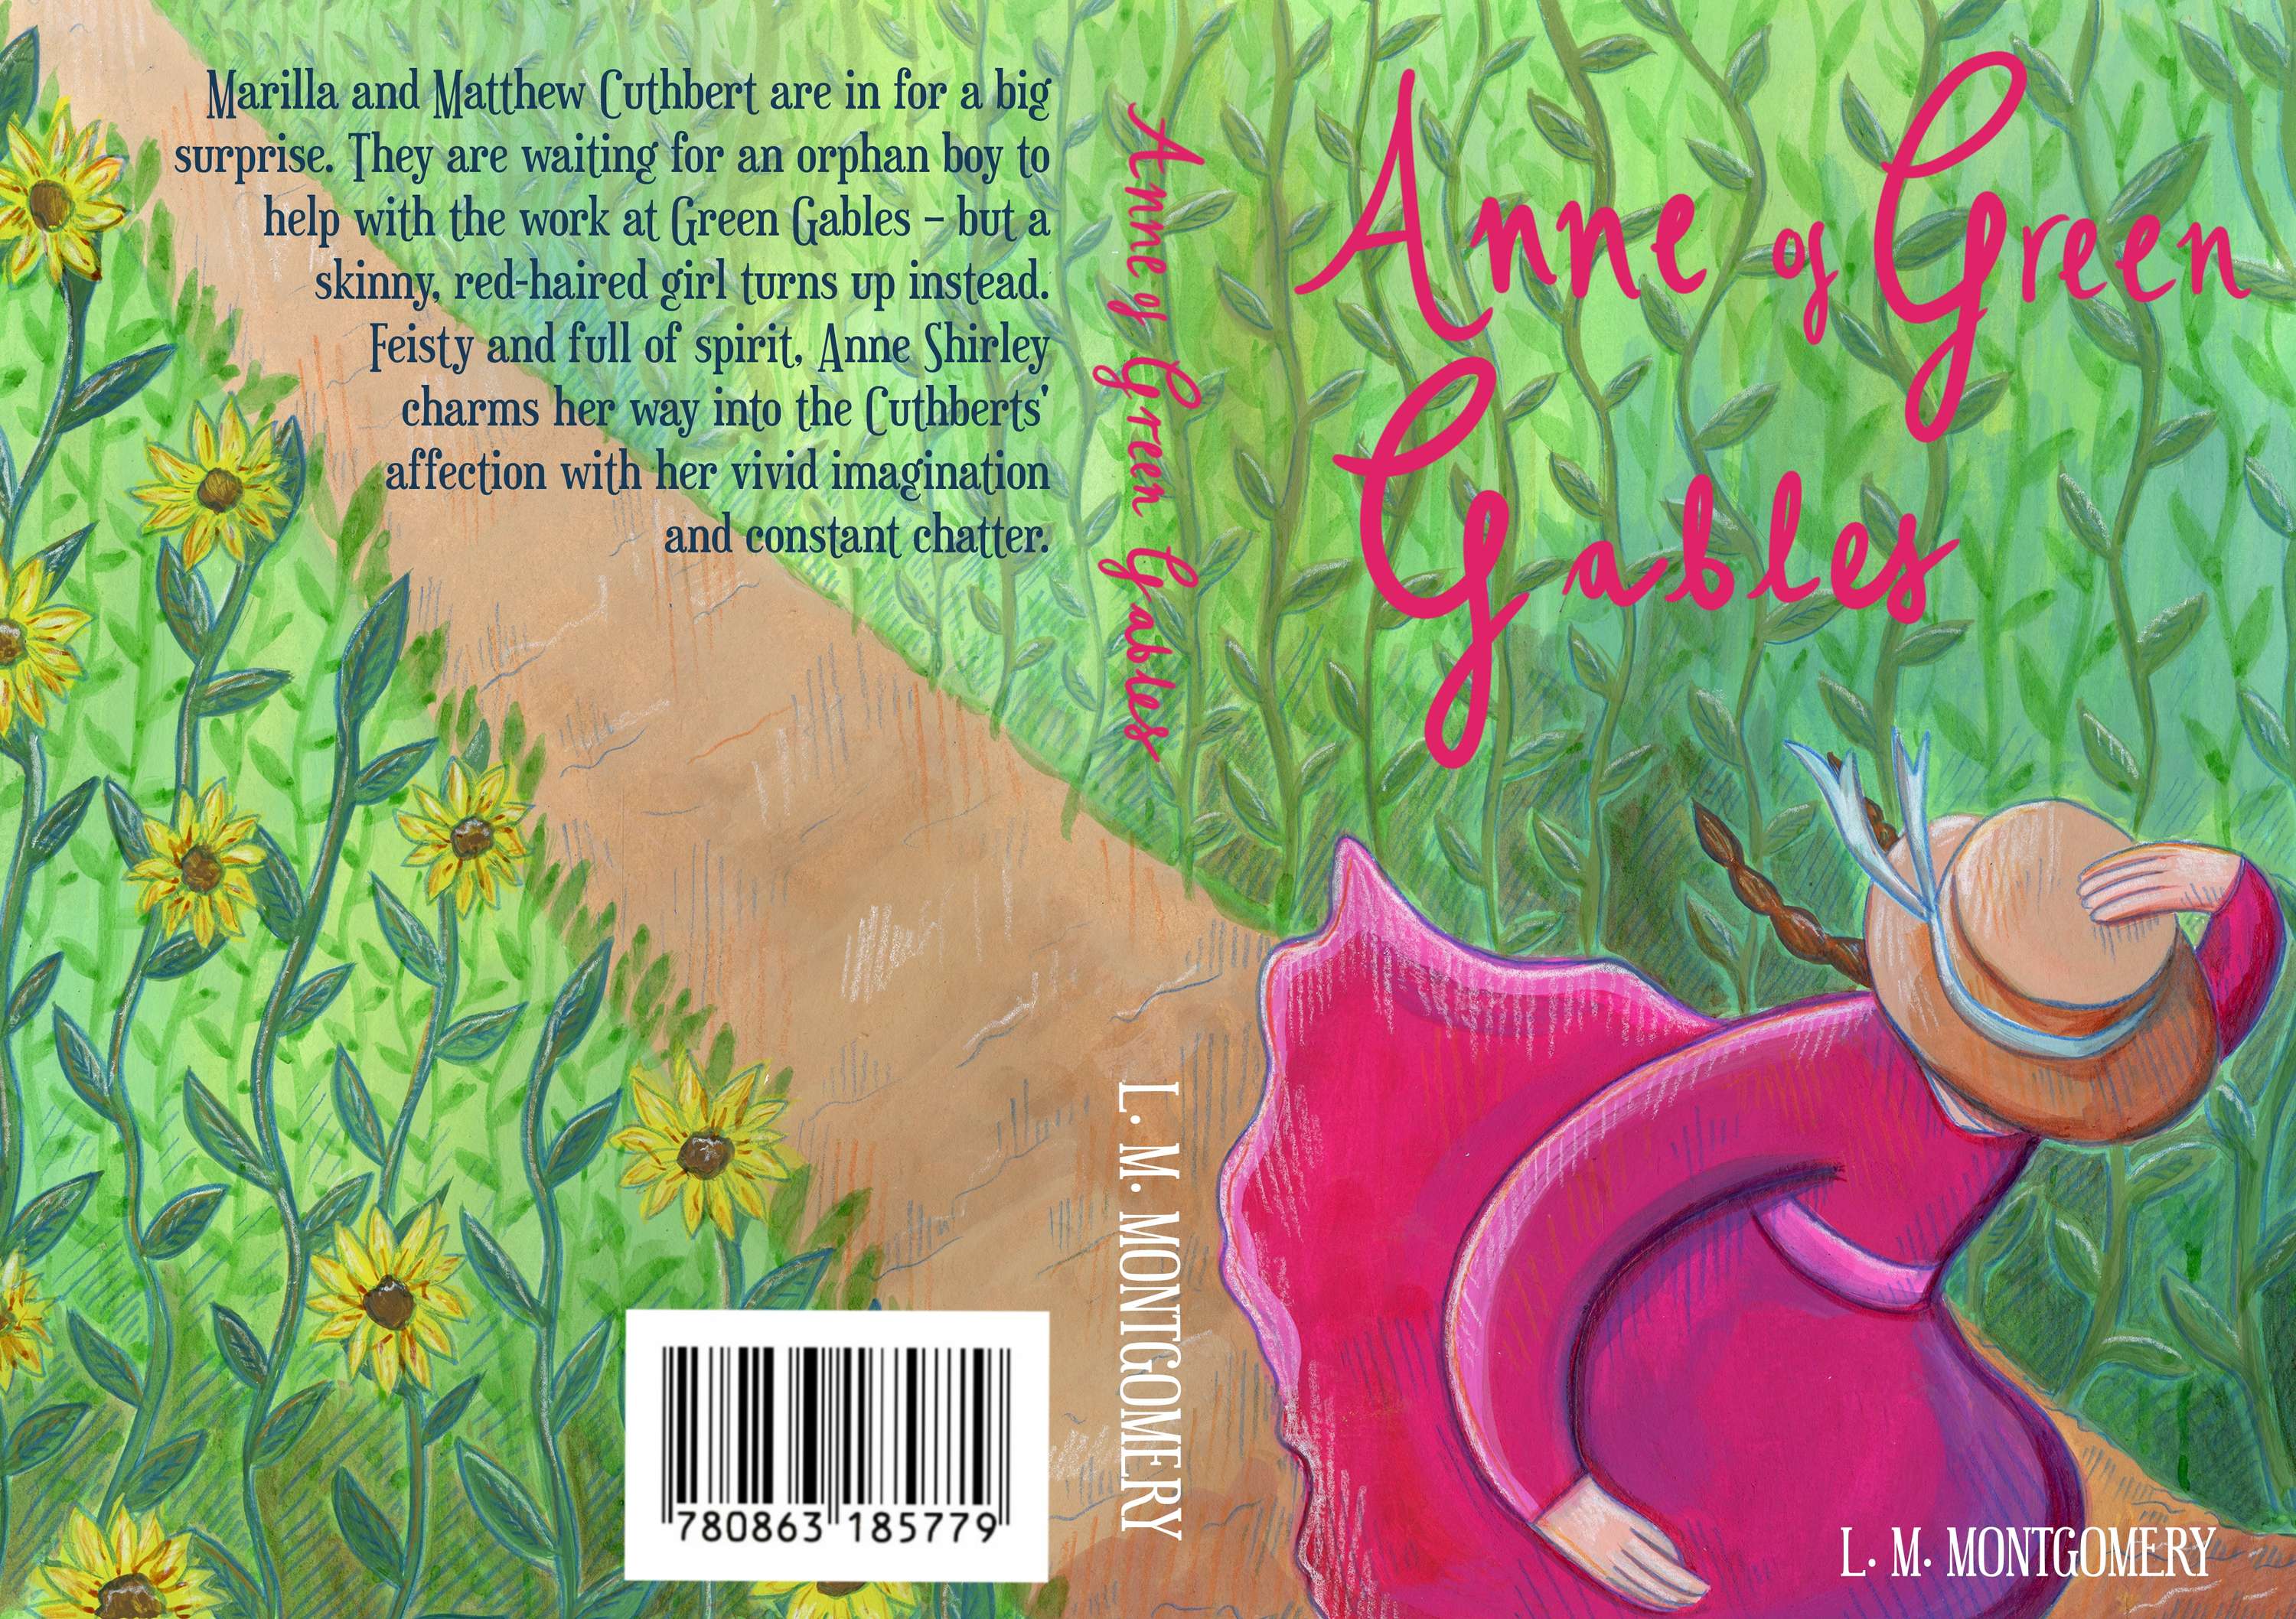 Marilla and Matthew Cuthbert are in for a big
surprise. They are waiting for an orphan boy to
help with the work at Green Gables – but a
skinny, red-haired girl turns up instead.
Feisty and full of spirit, Anne Shirley
charms her way into the Cuthberts'
affection with her vivid imagination
and constant chatter.
780863 185779
Anne of Green Gables
L. M. MONTGOMERY
Anne of Green
Gables
L. M. MONTGOMERY